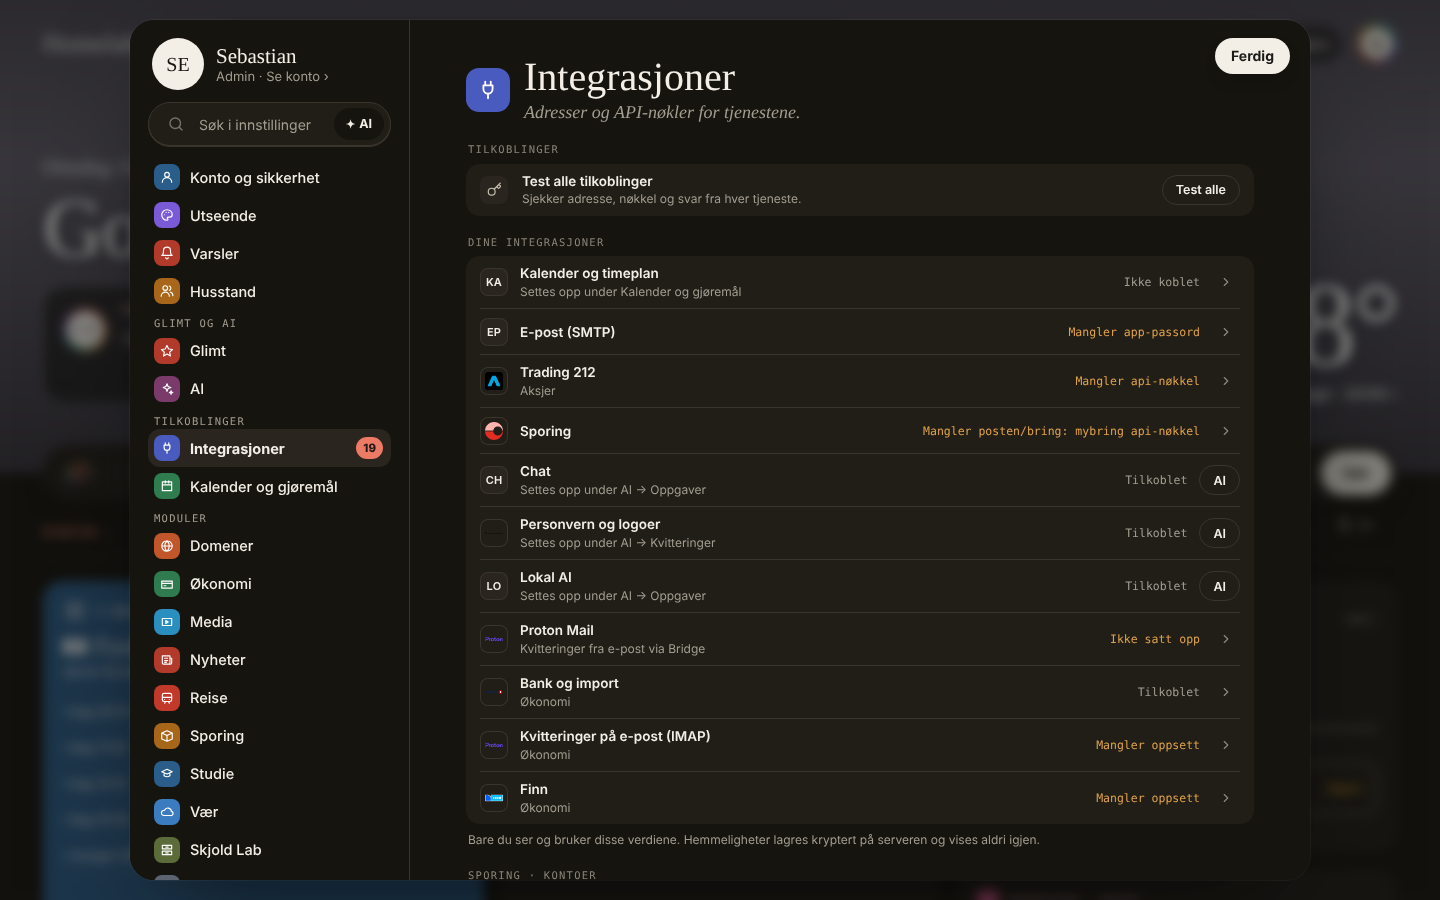 SE
Sebastian
Admin · Se konto ›
Søk i innstillinger
AI
Konto og sikkerhet
Utseende
Varsler
Husstand
GLIMT OG AI
Glimt
AI
TILKOBLINGER
Integrasjoner
19
Kalender og gjøremål
MODULER
Domener
Økonomi
Media
Nyheter
Reise
Sporing
Studie
Vær
Skjold Lab
Ferdig
Integrasjoner
Adresser og API-nøkler for tjenestene.
TILKOBLINGER
Test alle tilkoblinger
Sjekker adresse, nøkkel og svar fra hver tjeneste.
Test alle
DINE INTEGRASJONER
KA
Kalender og timeplan
Settes opp under Kalender og gjøremål
Ikke koblet
EP
E-post (SMTP)
Mangler app-passord
Trading 212
Aksjer
Mangler api-nøkkel
Sporing
Mangler posten/bring: mybring api-nøkkel
CH
Chat
Settes opp under AI → Oppgaver
Tilkoblet
AI
Personvern og logoer
Settes opp under AI → Kvitteringer
Tilkoblet
AI
LO
Lokal AI
Settes opp under AI → Oppgaver
Tilkoblet
AI
Proton
Proton Mail
Kvitteringer fra e-post via Bridge
Ikke satt opp
Bank og import
Økonomi
Tilkoblet
Proton
Kvitteringer på e-post (IMAP)
Økonomi
Mangler oppsett
Finn
Økonomi
Mangler oppsett
Bare du ser og bruker disse verdiene. Hemmeligheter lagres kryptert på serveren og vises aldri igjen.
SPORING · KONTOER
Go
8°